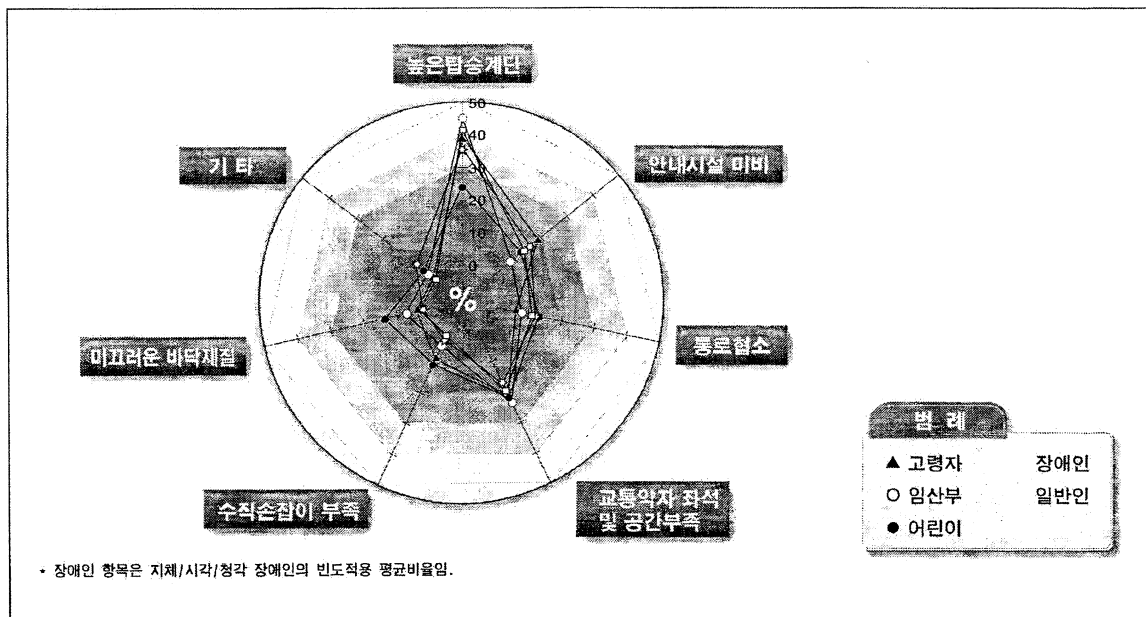 높은탑승계단
기 타
안내시설 미비
50
40
30
20
10
0
%
미끄러운 바닥재질
통로협소
수직손잡이 부족
교통약자 좌석
및 공간부족
범 례
▲ 고령자 장애인
○ 임산부 일반인
● 어린이
* 장애인 항목은 지체/시각/청각 장애인의 빈도적용 평균비율임.